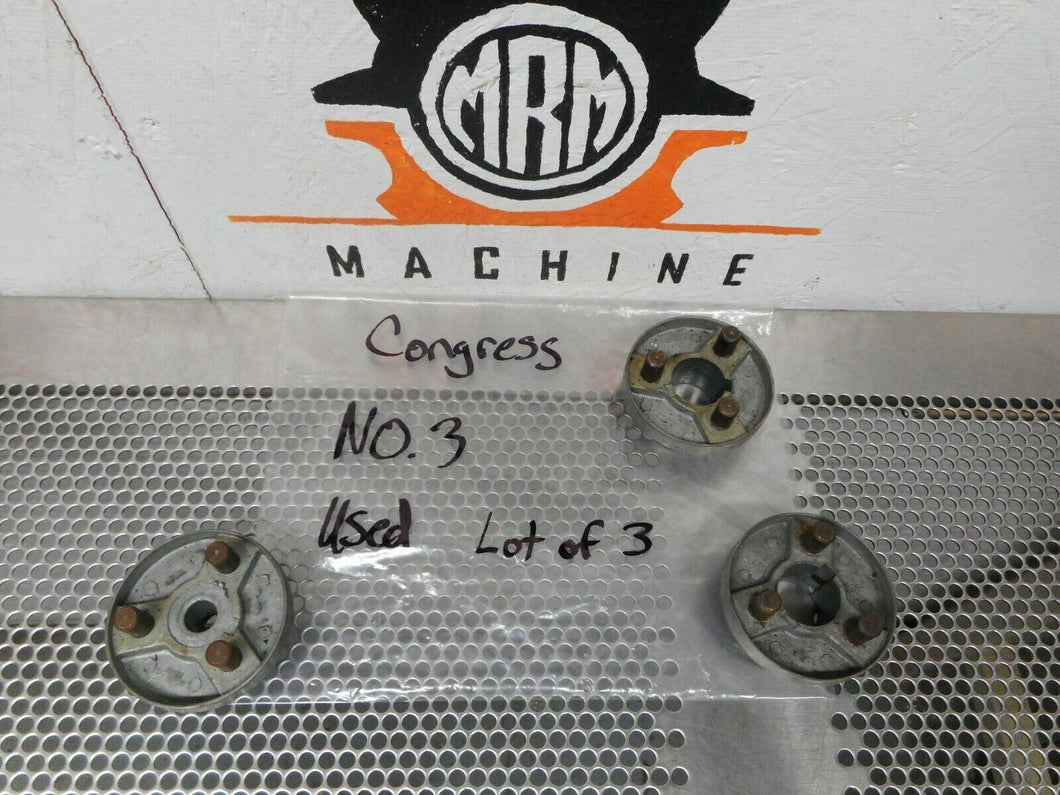 MRM
MACHINE
Congress
NO. 3
Used Lot of 3